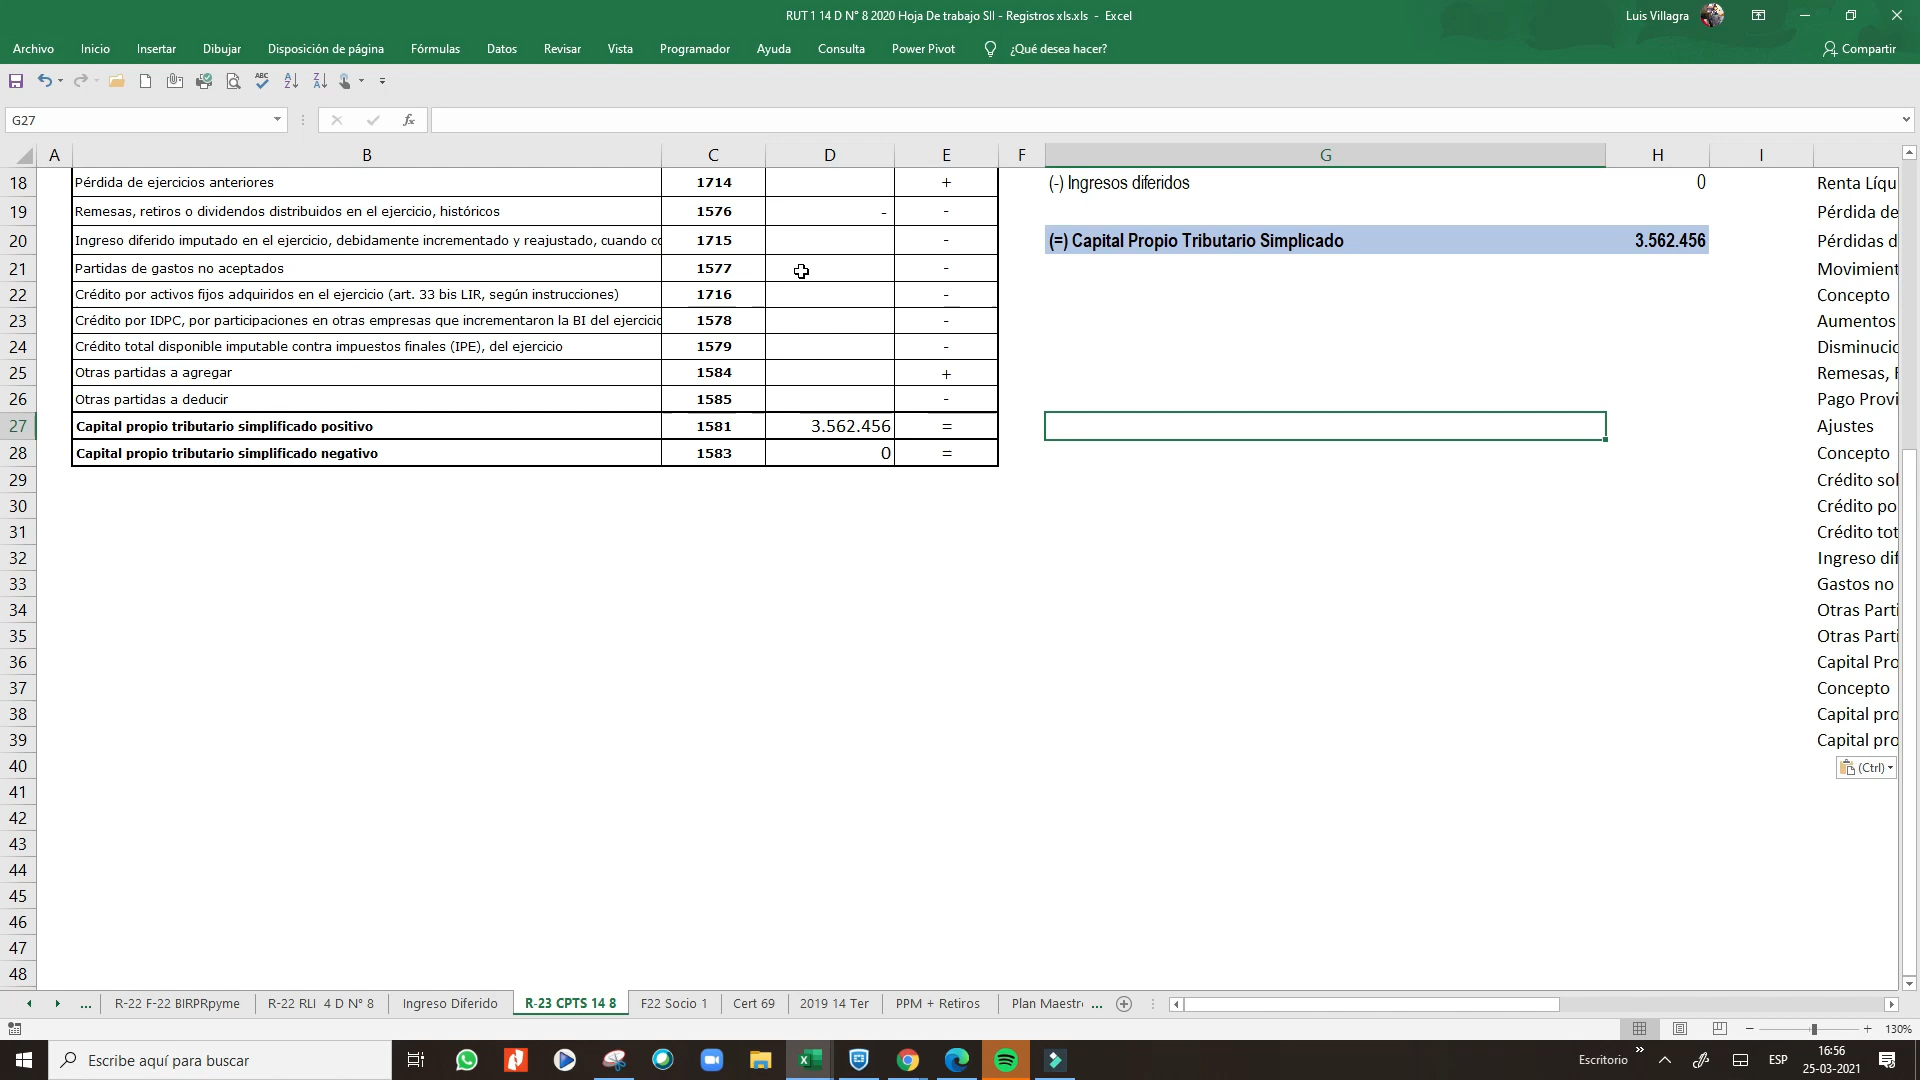 RUT 1 14 D N° 8 2020 Hoja De trabajo SII - Registros xls.xls - Excel
Luis Villagra
Archivo Inicio Insertar Dibujar Disposición de página Fórmulas Datos Revisar Vista Programador Ayuda Consulta Power Pivot ¿Qué desea hacer? Compartir
G27 fx
A B C D E F G H I
18 Pérdida de ejercicios anteriores 1714 + (-) Ingresos diferidos 0 Renta Líqu
19 Remesas, retiros o dividendos distribuidos en el ejercicio, históricos 1576 - - Pérdida de
20 Ingreso diferido imputado en el ejercicio, debidamente incrementado y reajustado, cuando co 1715 - (=) Capital Propio Tributario Simplicado 3.562.456 Pérdidas d
21 Partidas de gastos no aceptados 1577 - Movimient
22 Crédito por activos fijos adquiridos en el ejercicio (art. 33 bis LIR, según instrucciones) 1716 - Concepto
23 Crédito por IDPC, por participaciones en otras empresas que incrementaron la BI del ejercicio 1578 - Aumentos
24 Crédito total disponible imputable contra impuestos finales (IPE), del ejercicio 1579 - Disminucio
25 Otras partidas a agregar 1584 + Remesas, R
26 Otras partidas a deducir 1585 - Pago Provi
27 Capital propio tributario simplificado positivo 1581 3.562.456 = Ajustes
28 Capital propio tributario simplificado negativo 1583 0 = Concepto
29 Crédito sol
30 Crédito po
31 Crédito tot
32 Ingreso dif
33 Gastos no
34 Otras Parti
35 Otras Parti
36 Capital Pro
37 Concepto
38 Capital pro
39 Capital pro
40 (Ctrl)
41
42
43
44
45
46
47
48
... R-22 F-22 BIRPRpyme R-22 RLI 4 D N° 8 Ingreso Diferido R-23 CPTS 14 8 F22 Socio 1 Cert 69 2019 14 Ter PPM + Retiros Plan Maestro ...
130%
Escribe aquí para buscar Escritorio ESP 16:56
25-03-2021